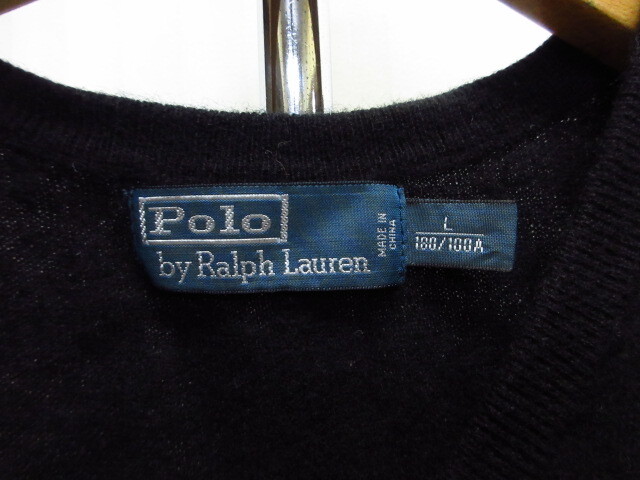 Polo
by Ralph Lauren
MADE IN
CHINA
L
180/100A